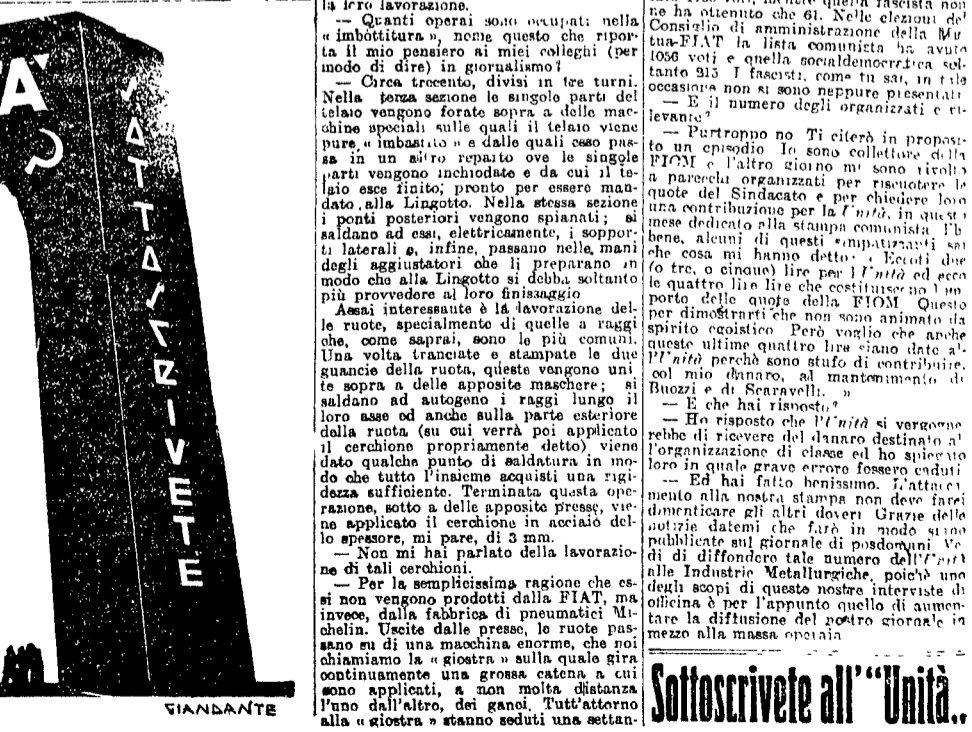 A'
SOTTOSCRIVETE
GIANDANTE
la loro lavorazione.
— Quanti operai sono occupati nella
« imbottitura », nome questo che ripor-
ta il mio pensiero ai miei colleghi (per
modo di dire) in giornalismo?
— Circa trecento, divisi in tre turni.
Nella terza sezione le singole parti del
telaio vengono forate sopra a delle mac-
chine speciali sulle quali il telaio viene
pure « imbastito » e dalle quali esso pas-
sa in un altro reparto ove le singole
parti vengono inchiodate e da cui il te-
laio esce finito; pronto per essere man-
dato alla Lingotto. Nella stessa sezione
i ponti posteriori vengono spianati; si
saldano ad essi, elettricamente, i soppor-
ti laterali e, infine, passano nelle mani
degli aggiustatori che li preparano in
modo che alla Lingotto si debba soltanto
più provvedere al loro finissaggio
Assai interessante è la lavorazione del-
le ruote, specialmente di quelle a raggi
che, come saprai, sono le più comuni.
Una volta tranciate e stampate le due
guancie della ruota, queste vengono uni-
te sopra a delle apposite maschere; si
saldano ad autogeno i raggi lungo il
loro asse ed anche sulla parte esteriore
della ruota (su cui verrà poi applicato
il cerchione propriamente detto) viene
dato qualche punto di saldatura in mo-
do che tutto l'insieme acquisti una rigi-
dezza sufficiente. Terminata questa ope-
razione, sotto a delle apposite presse, vie-
ne applicato il cerchione in acciaio del-
lo spessore, mi pare, di 3 mm.
— Non mi hai parlato della lavorazio-
ne di tali cerchioni.
— Per la semplicissima ragione che es-
si non vengono prodotti dalla FIAT, ma
invece, dalla fabbrica di pneumatici Mi-
chelin. Uscite dalle presse, le ruote pas-
sano su di una macchina enorme, che noi
chiamiamo la « giostra » sulla quale gira
continuamente una grossa catena a cui
sono applicati, a non molta distanza
l'uno dall'altro, dei ganci. Tutt'attorno
alla « giostra » stanno seduti una settan-
quella fascista non
ne ha ottenuto che 61. Nelle elezioni del
Consiglio di amministrazione della Mu-
tua-FIAT la lista comunista ha avuto
1056 voti e quella socialdemocratica sol-
tanto 315 I fascisti, come tu sai, in tale
occasione non si sono neppure presentati
— E il numero degli organizzati è ri-
levante?
— Purtroppo no Ti citerò in proposi-
to un episodio Io sono collettore della
FIOM e l'altro giorno mi sono rivolto
a parecchi organizzati per riscuotere le
quote del Sindacato e per chiedere loro
una contribuzione per la Unità, in questi
mese dedicato alla stampa comunista Eb-
bene, alcuni di questi simpatizzanti sai
che cosa mi hanno detto: « Eccoti due
(o tre, o cinque) lire per l'Unità ed ecco
le quattro lire che costituiscono l'im-
porto delle quote della FIOM Questo
per dimostrarti che non sono animato da
spirito egoistico Però voglio che anche
queste ultime quattro lire siano date al-
l'Unità perchè sono stufo di contribuire,
col mio danaro, al mantenimento di
Buozzi e di Scaravelli. »
— E che hai risposto?
— Ho risposto che l'Unità si vergogne-
rebbe di ricevere del danaro destinato al-
l'organizzazione di classe ed ho spiegato
loro in quale grave errore fossero caduti
— Ed hai fatto benissimo. L'attacca-
mento alla nostra stampa non deve farci
dimenticare gli altri doveri Grazie delle
notizie datemi che farò in modo siano
pubblicate sul giornale di posdomani Ve-
di di diffondere tale numero dell'Unità
alle Industrie Metallurgiche, poichè uno
degli scopi di queste nostre interviste di
officina è per l'appunto quello di aumen-
tare la diffusione del nostro giornale in
mezzo alla massa operaia
Sottoscrivete all'"Unità„